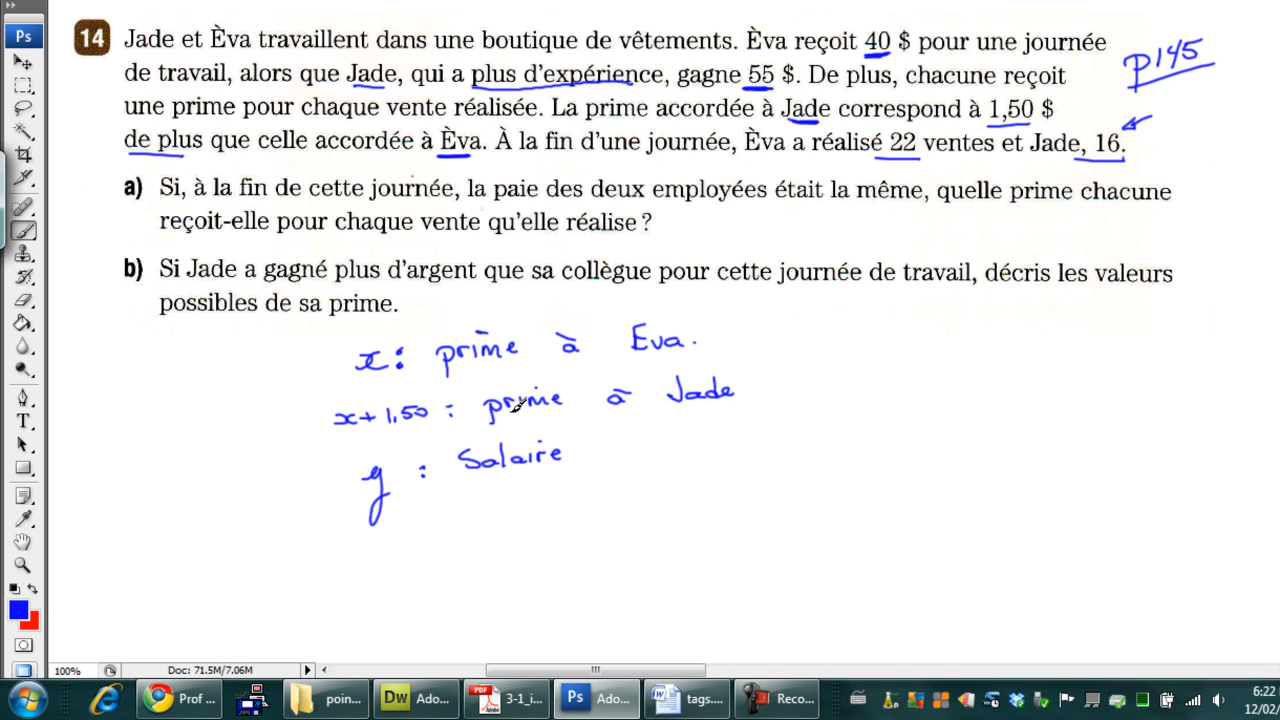 Ps
14 Jade et Èva travaillent dans une boutique de vêtements. Èva reçoit 40 $ pour une journée
de travail, alors que Jade, qui a plus d'expérience, gagne 55 $. De plus, chacune reçoit
une prime pour chaque vente réalisée. La prime accordée à Jade correspond à 1,50 $
de plus que celle accordée à Èva. À la fin d'une journée, Èva a réalisé 22 ventes et Jade, 16.
p145
a) Si, à la fin de cette journée, la paie des deux employées était la même, quelle prime chacune
reçoit-elle pour chaque vente qu'elle réalise ?
b) Si Jade a gagné plus d'argent que sa collègue pour cette journée de travail, décris les valeurs
possibles de sa prime.
x : prime à Eva.
x + 1,50 : prime à Jade
y : Salaire
100% Doc: 71.5M/7.06M
Prof ... poin... Dw Ado... PDF 3-1_i... Ps Ado... tags.... Reco...
6:22
12/02/